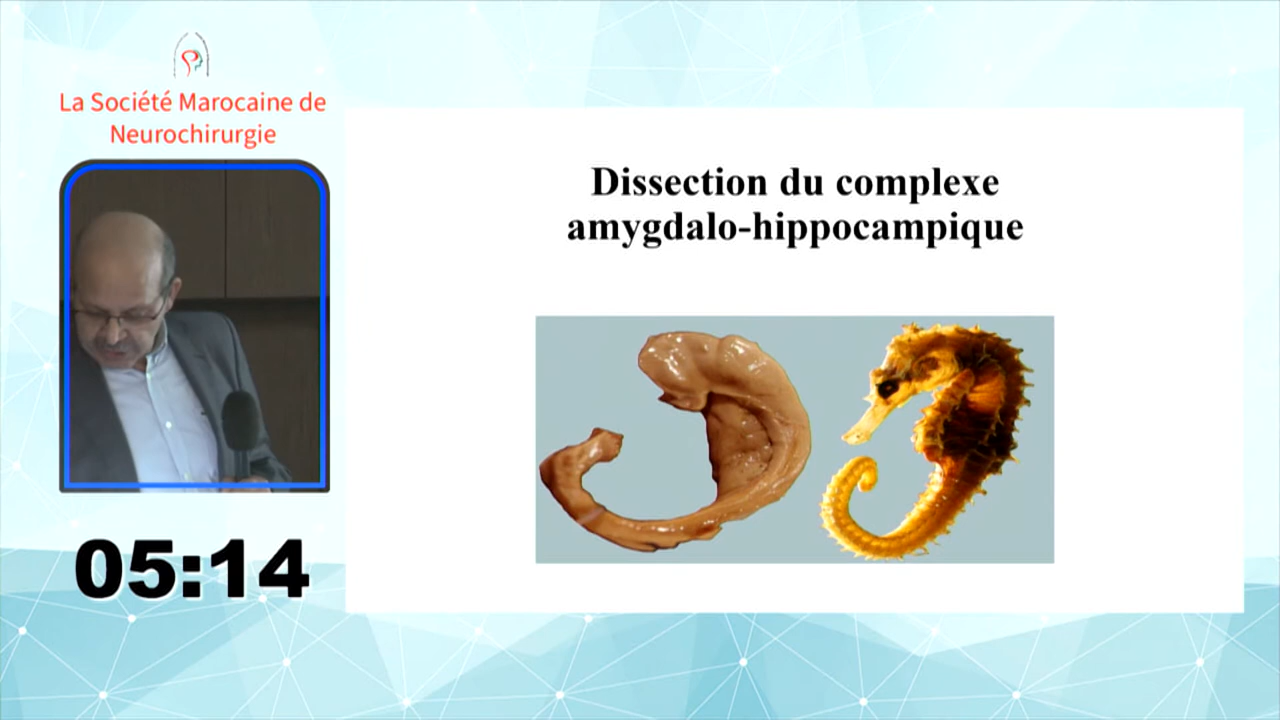 La Société Marocaine de
Neurochirurgie
05:14
Dissection du complexe
amygdalo-hippocampique